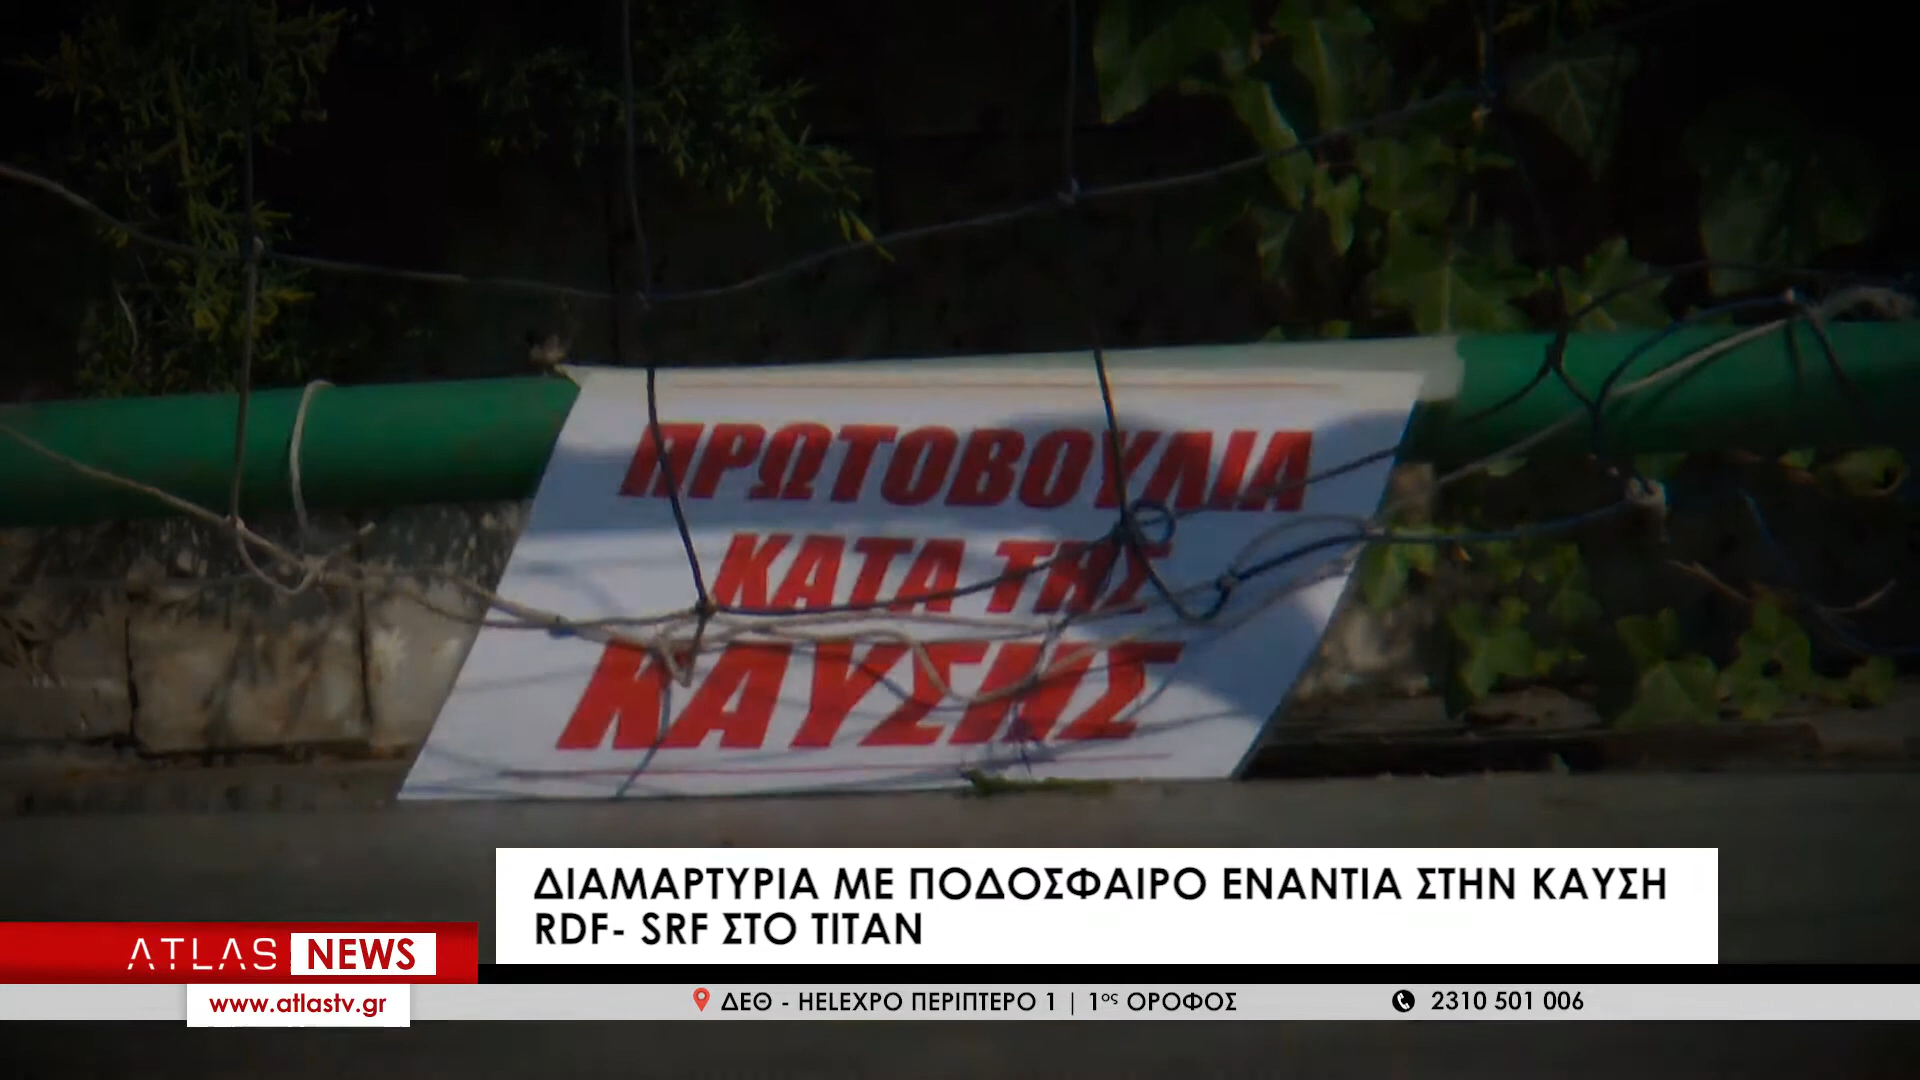 ΠΡΩΤΟΒΟΥΛΙΑ
ΚΑΤΑ ΤΗΣ
ΚΑΥΣΗΣ
ΔΙΑΜΑΡΤΥΡΙΑ ΜΕ ΠΟΔΟΣΦΑΙΡΟ ΕΝΑΝΤΙΑ ΣΤΗΝ ΚΑΥΣΗ
RDF- SRF ΣΤΟ ΤΙΤΑΝ
ATLAS NEWS
www.atlastv.gr
ΔΕΘ - HELEXPO ΠΕΡΙΠΤΕΡΟ 1 | 1ος ΟΡΟΦΟΣ
2310 501 006